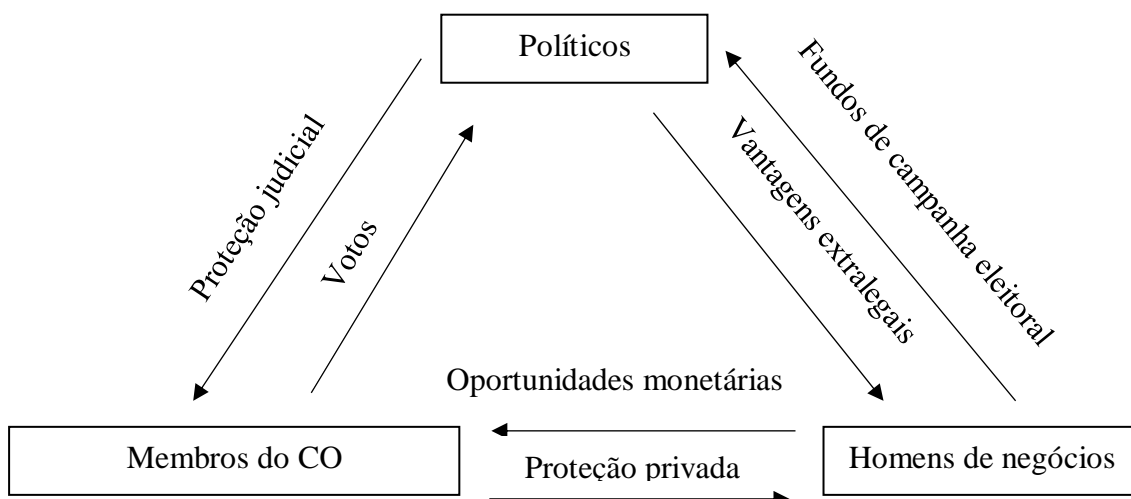 Políticos
Proteção judicial
Votos
Vantagens extralegais
Fundos de campanha eleitoral
Oportunidades monetárias
Membros do CO
Proteção privada
Homens de negócios